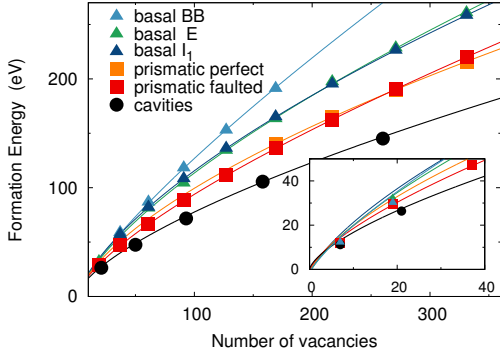 basal BB
basal E
basal I1
prismatic perfect
prismatic faulted
cavities
Formation Energy (eV)
200
100
0
100
200
300
Number of vacancies
40
20
0
0
20
40